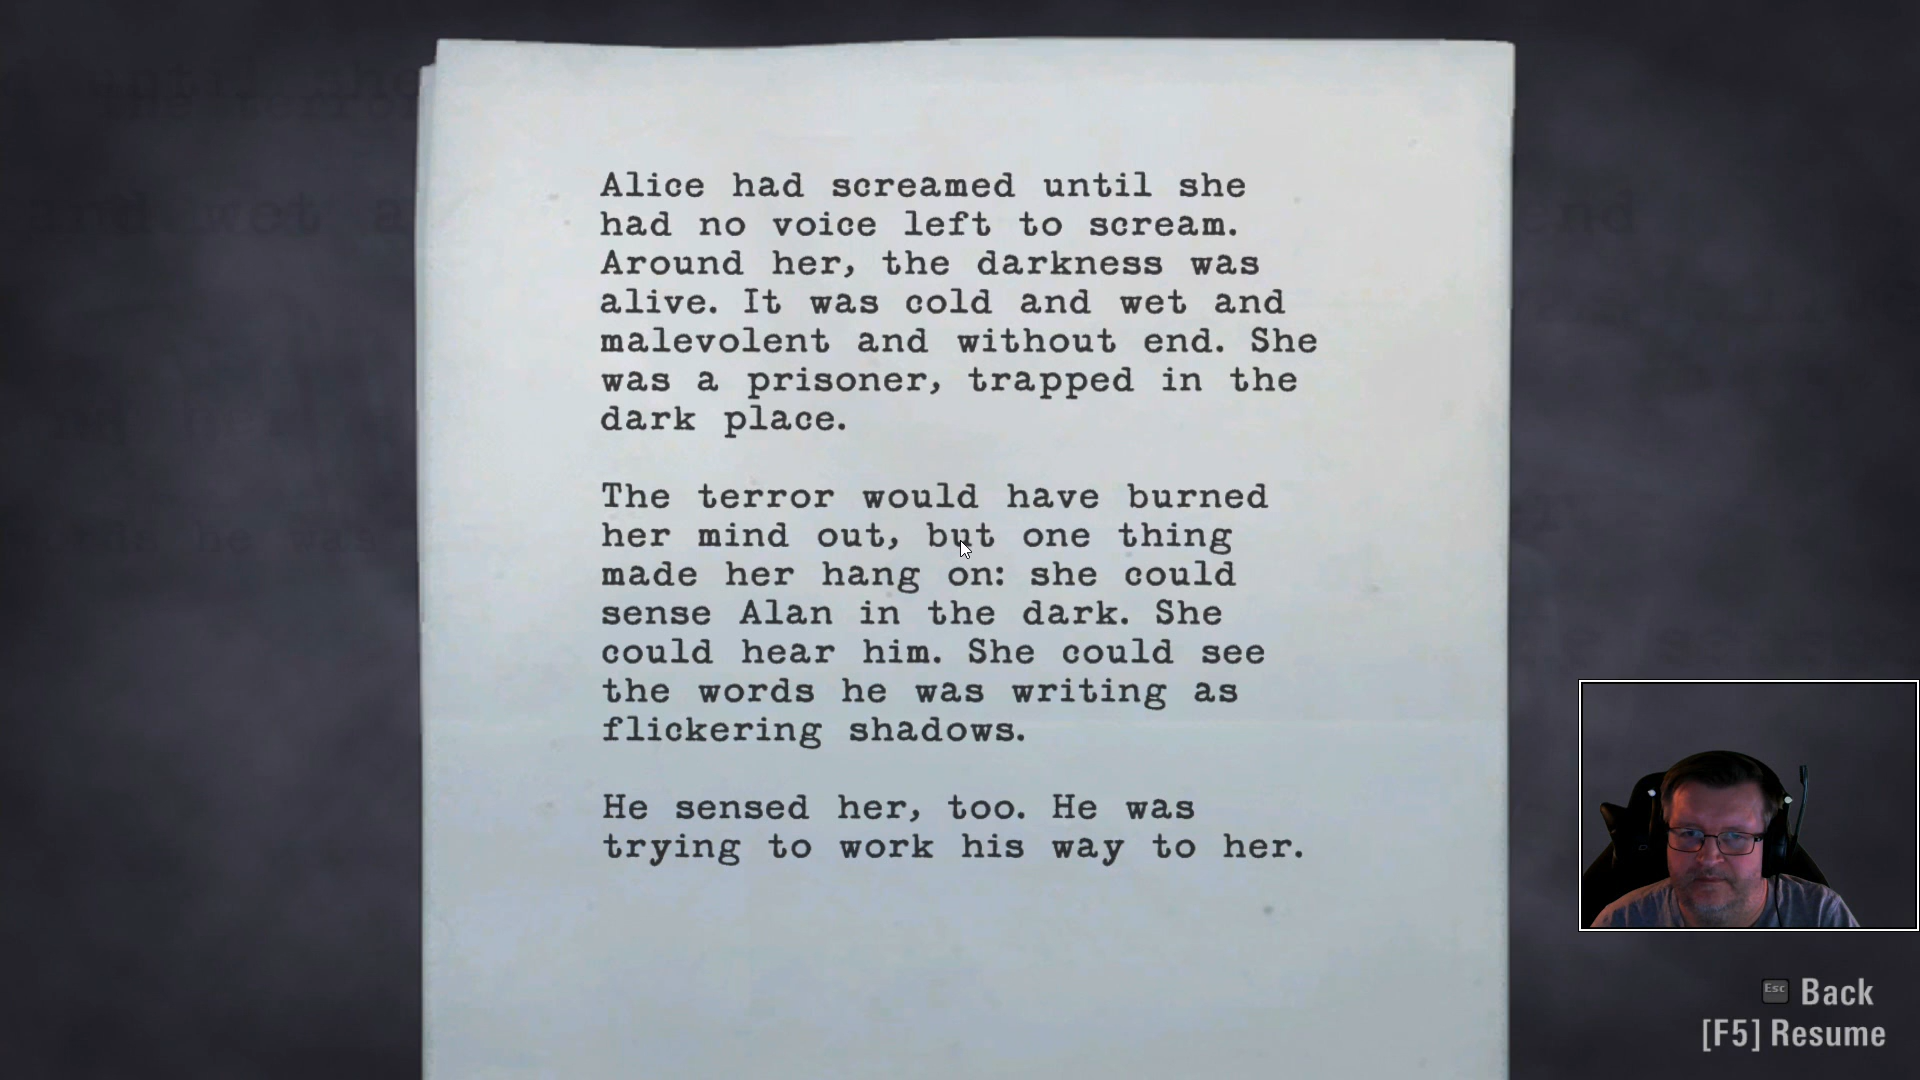 Alice had screamed until she
had no voice left to scream.
Around her, the darkness was
alive. It was cold and wet and
malevolent and without end. She
was a prisoner, trapped in the
dark place.
The terror would have burned
her mind out, but one thing
made her hang on: she could
sense Alan in the dark. She
could hear him. She could see
the words he was writing as
flickering shadows.
He sensed her, too. He was
trying to work his way to her.
Esc Back
[F5] Resume